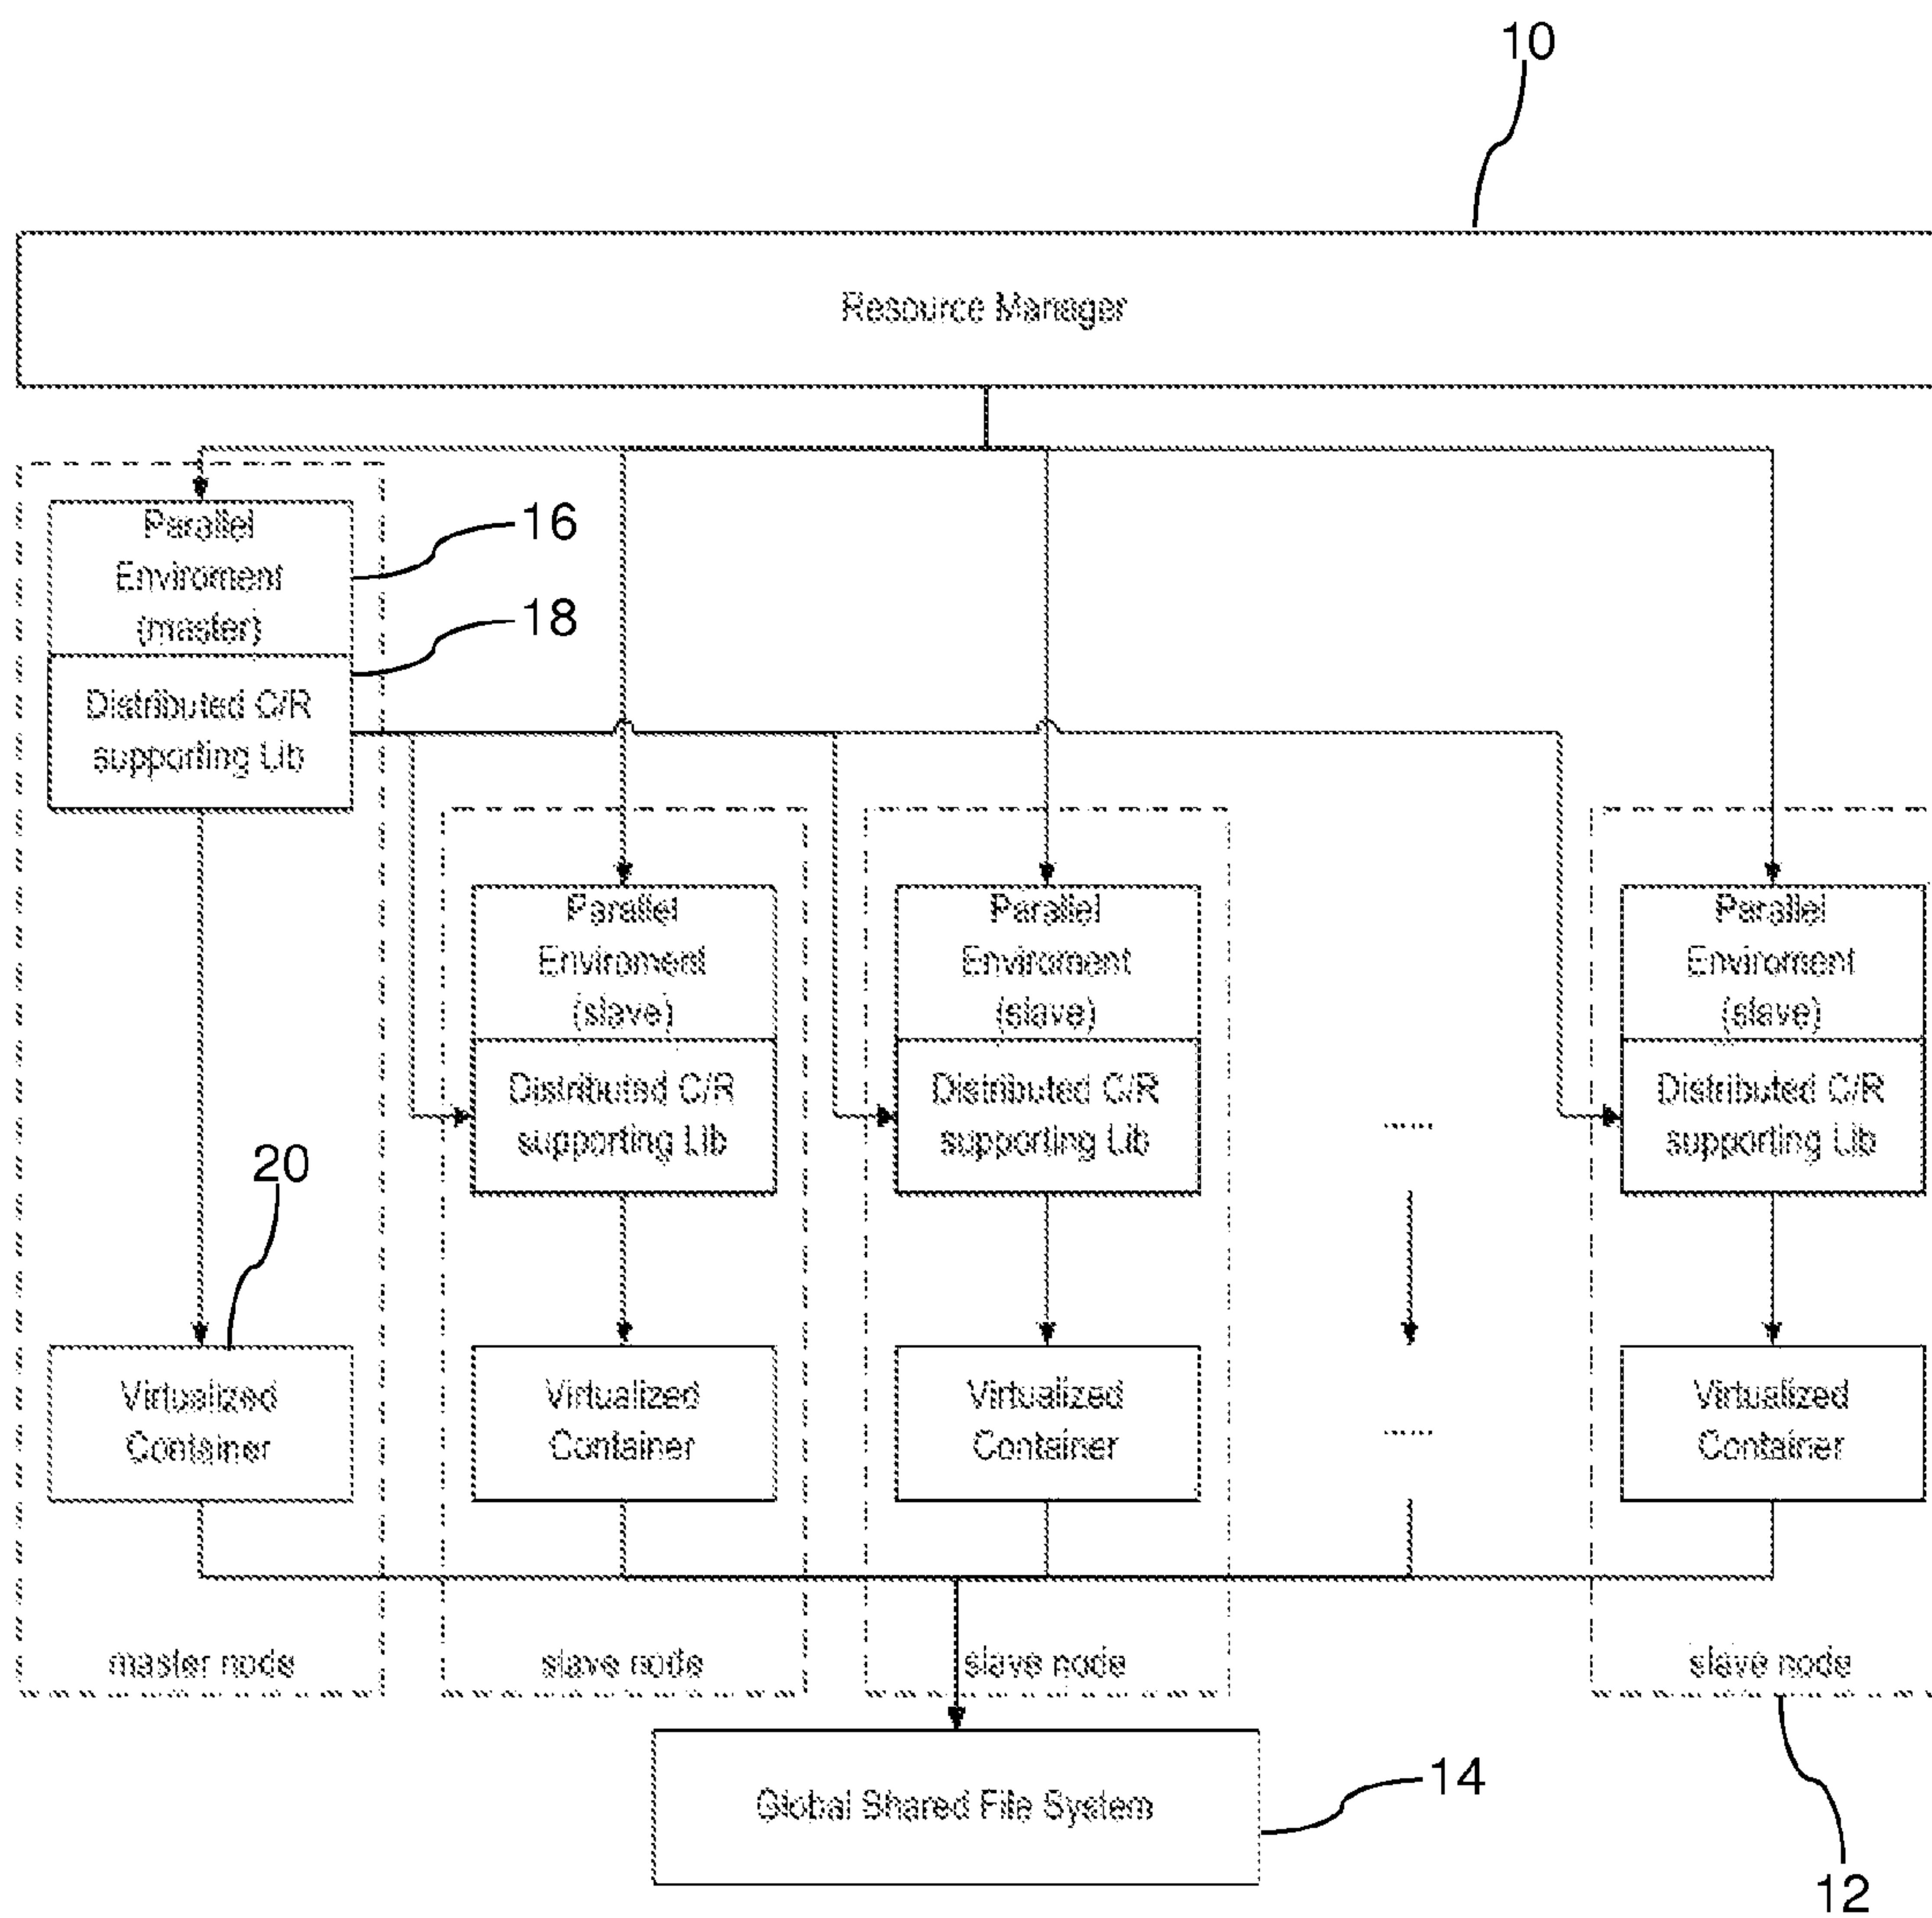 10
Resource Manager
Parallel
Enviroment
(master)
16
18
Distributed C/R
supporting Lib
Parallel
Enviroment
(slave)
Distributed C/R
supporting Lib
Parallel
Enviroment
(slave)
Distributed C/R
supporting Lib
......
Parallel
Enviroment
(slave)
Distributed C/R
supporting Lib
20
Virtualized
Container
Virtualized
Container
Virtualized
Container
......
Virtualized
Container
master node
slave node
slave node
slave node
Global Shared File System
14
12